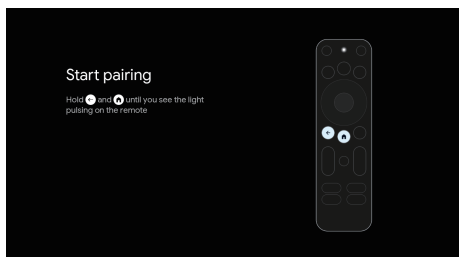 Start pairing
Hold and until you see the light
pulsing on the remote